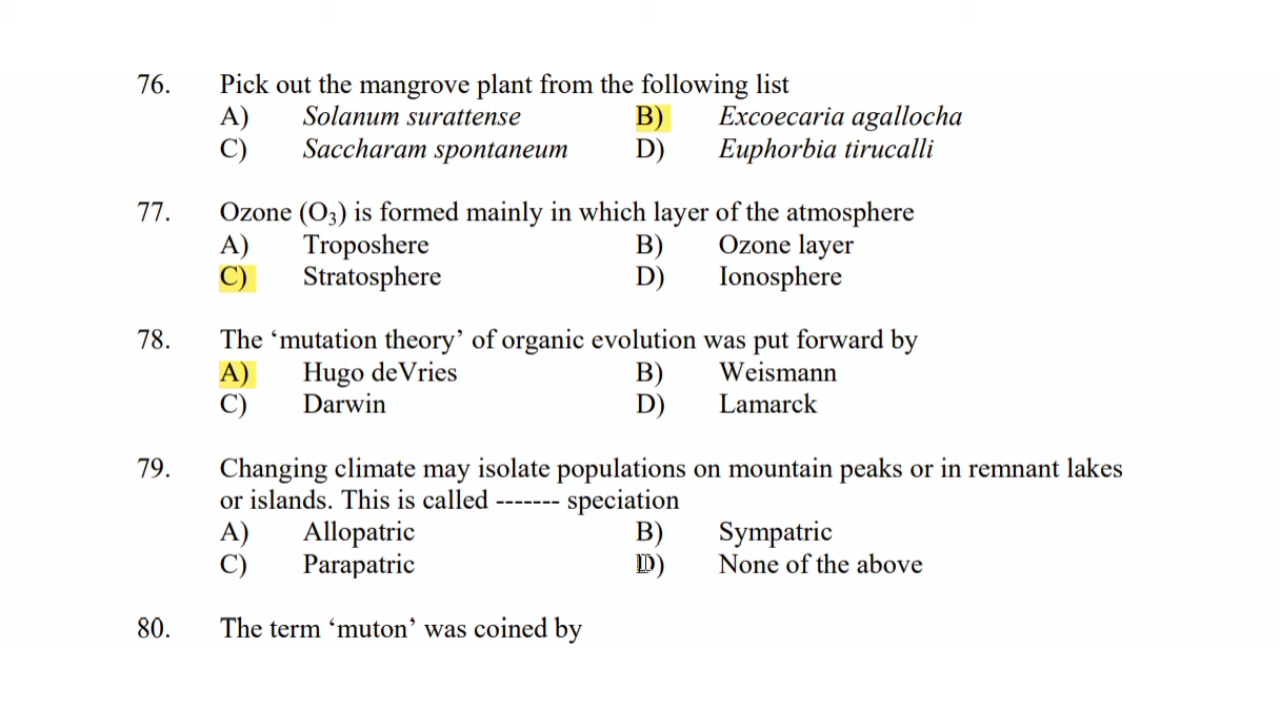 76. Pick out the mangrove plant from the following list
A) Solanum surattense B) Excoecaria agallocha
C) Saccharam spontaneum D) Euphorbia tirucalli
77. Ozone (O₃) is formed mainly in which layer of the atmosphere
A) Troposhere B) Ozone layer
C) Stratosphere D) Ionosphere
78. The ‘mutation theory’ of organic evolution was put forward by
A) Hugo deVries B) Weismann
C) Darwin D) Lamarck
79. Changing climate may isolate populations on mountain peaks or in remnant lakes
or islands. This is called ------- speciation
A) Allopatric B) Sympatric
C) Parapatric D) None of the above
80. The term ‘muton’ was coined by